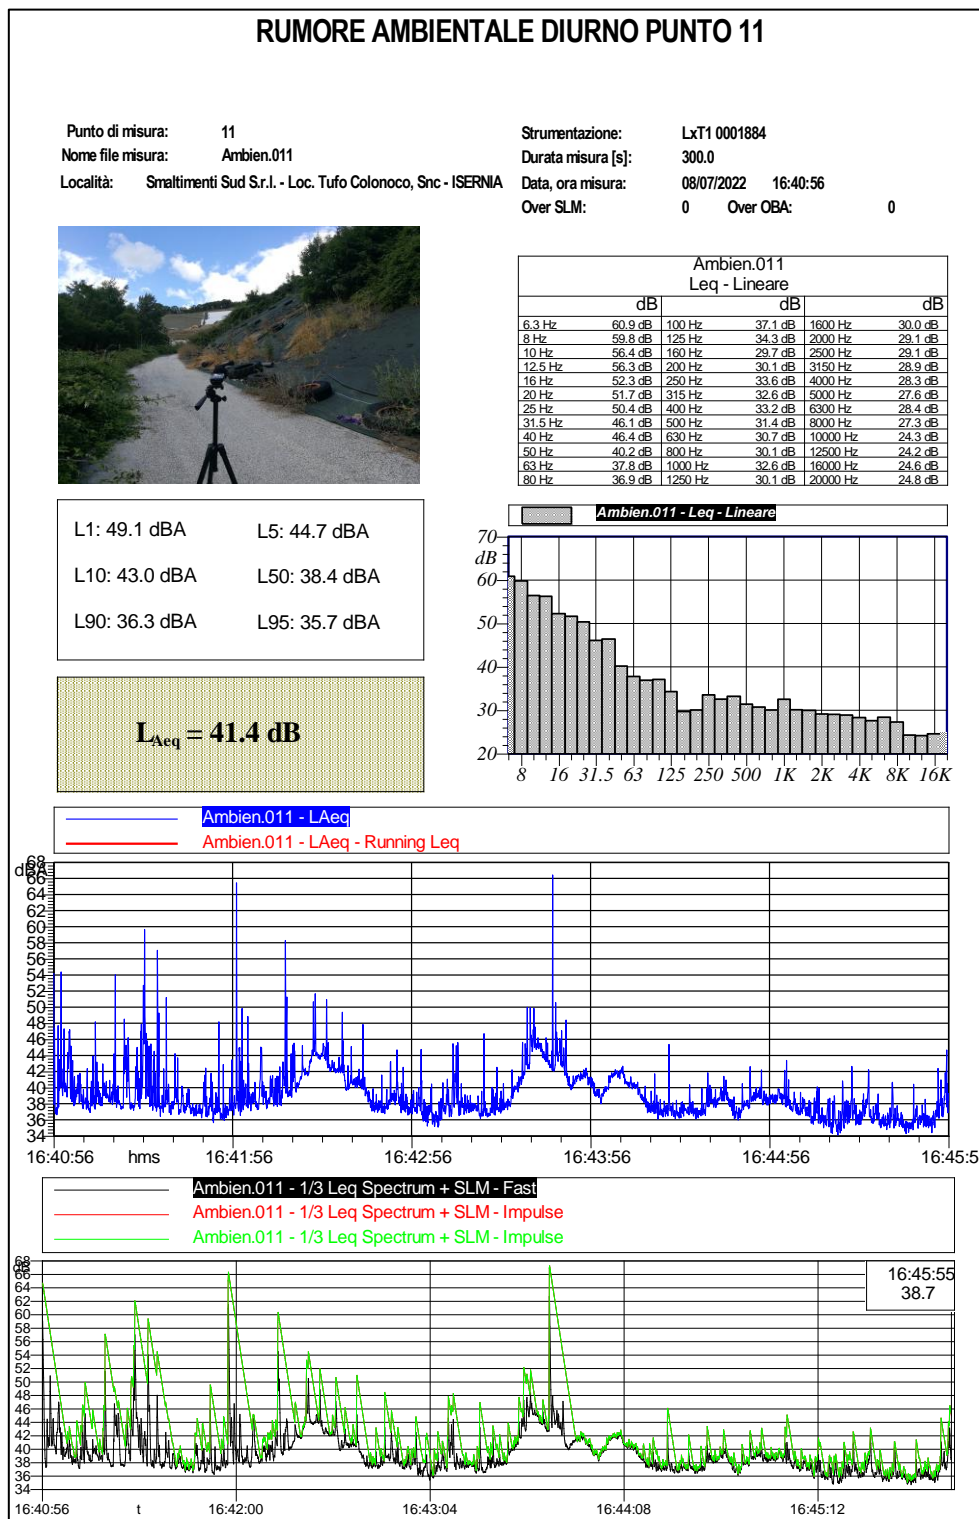 RUMORE AMBIENTALE DIURNO PUNTO 11
Punto di misura: 11
Nome file misura: Ambien.011
Località: Smaltimenti Sud S.r.l. - Loc. Tufo Colonoco, Snc - ISERNIA
Strumentazione: LxT1 0001884
Durata misura [s]: 300.0
Data, ora misura: 08/07/2022 16:40:56
Over SLM: 0 Over OBA: 0
Ambien.011
Leq - Lineare
dB dB dB
6.3 Hz 60.9 dB 100 Hz 37.1 dB 1600 Hz 30.0 dB
8 Hz 59.8 dB 125 Hz 34.3 dB 2000 Hz 29.1 dB
10 Hz 56.4 dB 160 Hz 29.7 dB 2500 Hz 29.1 dB
12.5 Hz 56.3 dB 200 Hz 30.1 dB 3150 Hz 28.9 dB
16 Hz 52.3 dB 250 Hz 33.6 dB 4000 Hz 28.3 dB
20 Hz 51.7 dB 315 Hz 32.6 dB 5000 Hz 27.6 dB
25 Hz 50.4 dB 400 Hz 33.2 dB 6300 Hz 28.4 dB
31.5 Hz 46.1 dB 500 Hz 31.4 dB 8000 Hz 27.3 dB
40 Hz 46.4 dB 630 Hz 30.7 dB 10000 Hz 24.3 dB
50 Hz 40.2 dB 800 Hz 30.1 dB 12500 Hz 24.2 dB
63 Hz 37.8 dB 1000 Hz 32.6 dB 16000 Hz 24.6 dB
80 Hz 36.9 dB 1250 Hz 30.1 dB 20000 Hz 24.8 dB
L1: 49.1 dBA L5: 44.7 dBA
L10: 43.0 dBA L50: 38.4 dBA
L90: 36.3 dBA L95: 35.7 dBA
LAeq = 41.4 dB
Ambien.011 - Leq - Lineare
70
dB
60
50
40
30
20
8 16 31.5 63 125 250 500 1K 2K 4K 8K 16K
Ambien.011 - LAeq
Ambien.011 - LAeq - Running Leq
68
dBA
66
64
62
60
58
56
54
52
50
48
46
44
42
40
38
36
34
16:40:56 hms 16:41:56 16:42:56 16:43:56 16:44:56 16:45:5
Ambien.011 - 1/3 Leq Spectrum + SLM - Fast
Ambien.011 - 1/3 Leq Spectrum + SLM - Impulse
Ambien.011 - 1/3 Leq Spectrum + SLM - Impulse
68
dB
66
64
62
60
58
56
54
52
50
48
46
44
42
40
38
36
34
16:45:55
38.7
16:40:56 t 16:42:00 16:43:04 16:44:08 16:45:12